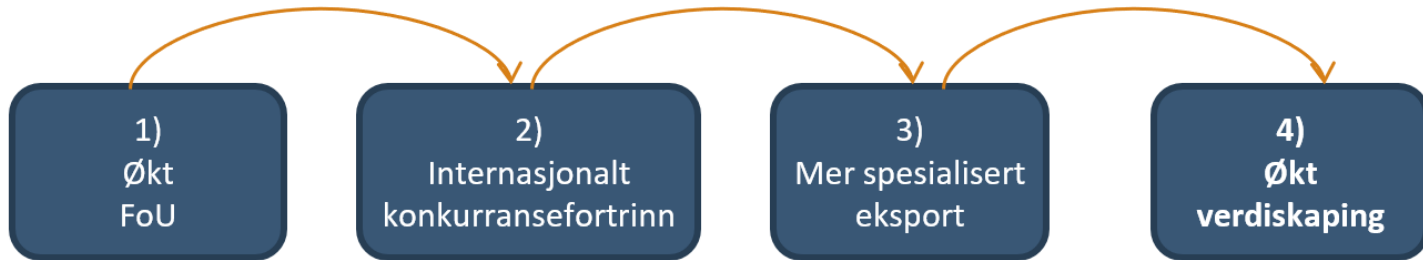 1)
Økt
FoU
2)
Internasjonalt
konkurransefortrinn
3)
Mer spesialisert
eksport
4)
Økt
verdiskaping